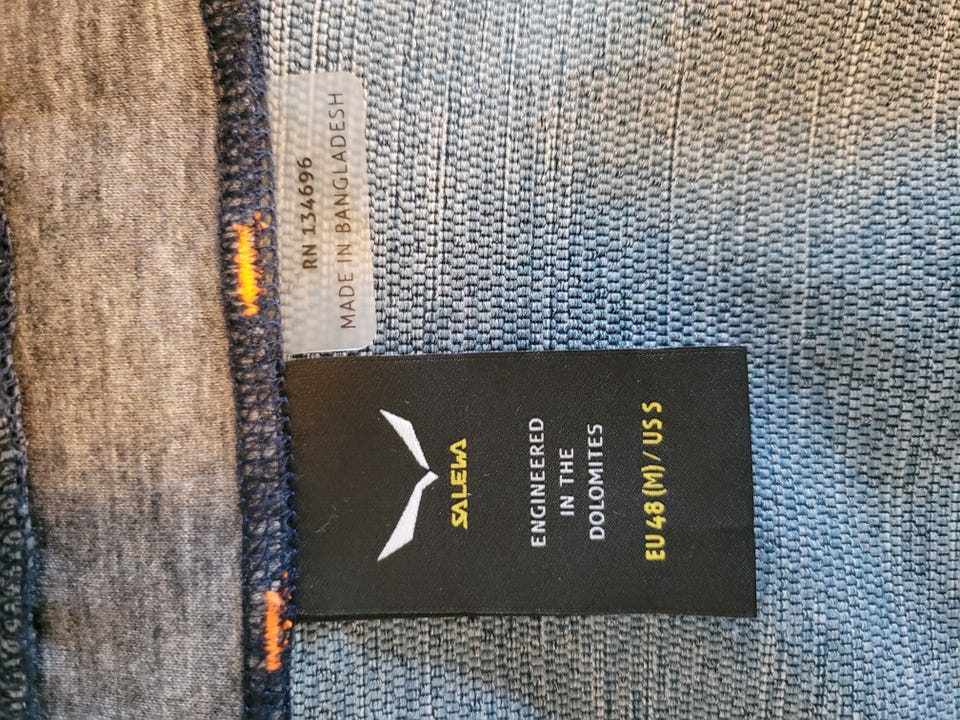 RN 134696
MADE IN BANGLADESH
SALEWA
ENGINEERED
IN THE
DOLOMITES
EU 48 (M) / US S